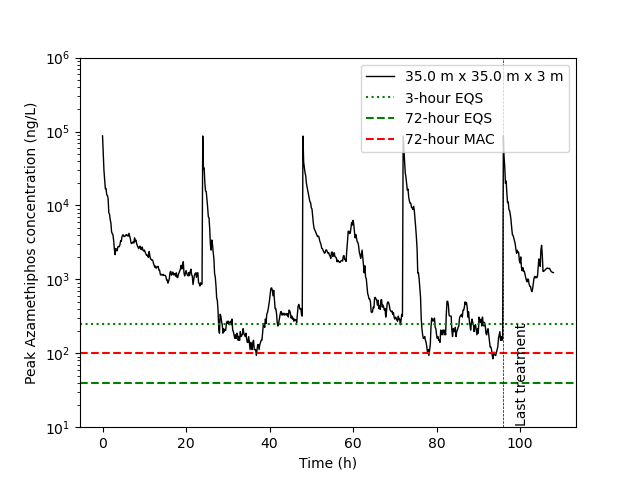 10⁶
10⁵
10⁴
10³
10²
10¹
Peak Azamethiphos concentration (ng/L)
35.0 m x 35.0 m x 3 m
3-hour EQS
72-hour EQS
72-hour MAC
Last treatment
0 20 40 60 80 100
Time (h)